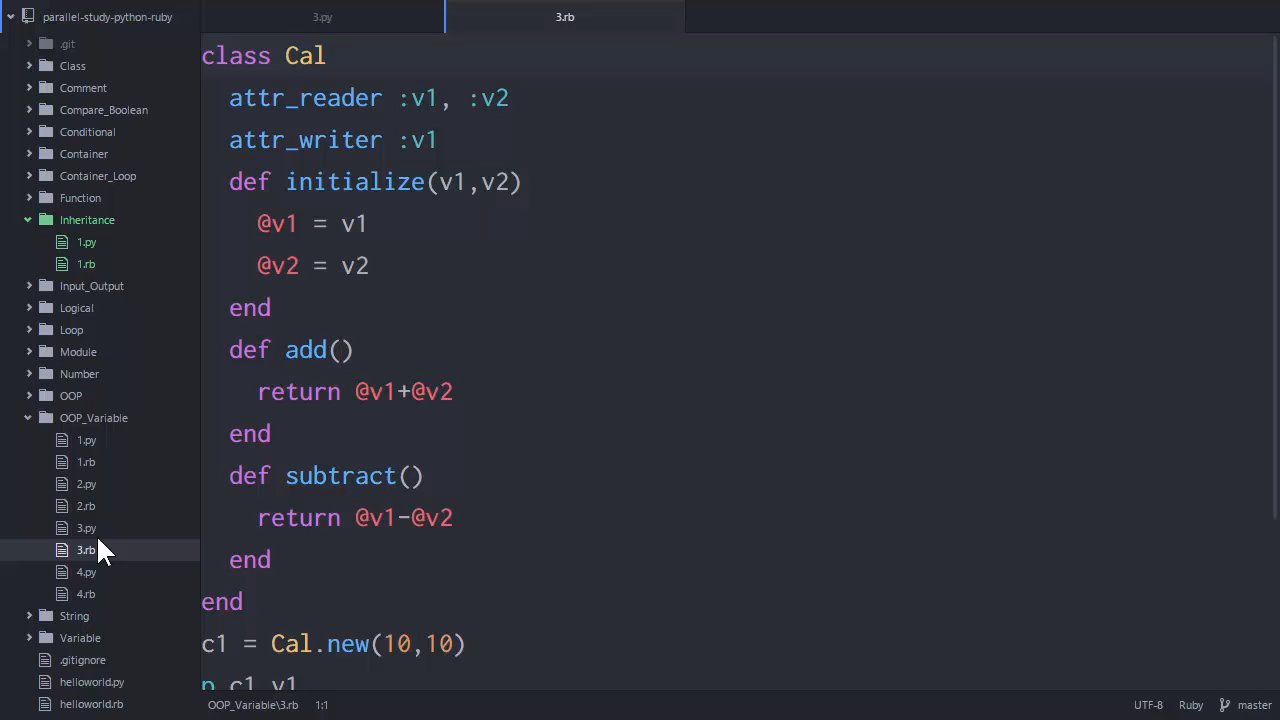 parallel-study-python-ruby
.git
Class
Comment
Compare_Boolean
Conditional
Container
Container_Loop
Function
Inheritance
1.py
1.rb
Input_Output
Logical
Loop
Module
Number
OOP
OOP_Variable
1.py
1.rb
2.py
2.rb
3.py
3.rb
4.py
4.rb
String
Variable
.gitignore
helloworld.py
helloworld.rb
3.py
3.rb
class Cal
  attr_reader :v1, :v2
  attr_writer :v1
  def initialize(v1,v2)
    @v1 = v1
    @v2 = v2
  end
  def add()
    return @v1+@v2
  end
  def subtract()
    return @v1-@v2
  end
end
c1 = Cal.new(10,10)
p c1.v1
OOP_Variable\3.rb 1:1
UTF-8 Ruby master